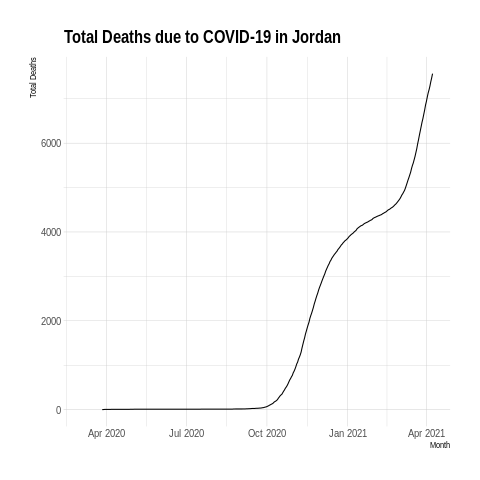 Total Deaths due to COVID-19 in Jordan
Total Deaths
6000
4000
2000
0
Apr 2020 Jul 2020 Oct 2020 Jan 2021 Apr 2021
Month